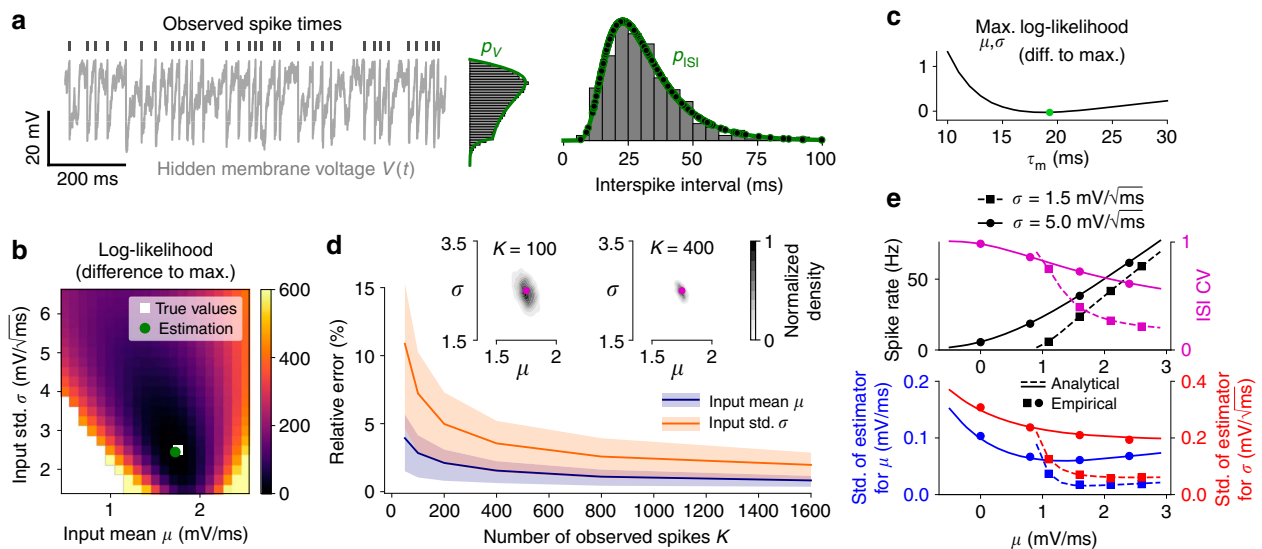 a
Observed spike times
20 mV
200 ms
Hidden membrane voltage V(t)
pV
pISI
0 25 50 75 100
Interspike interval (ms)
c
Max. log-likelihood
μ,σ (diff. to max.)
1
0
10 15 20 25 30
τm (ms)
b
Log-likelihood
(difference to max.)
True values
Estimation
6
5
4
3
2
Input std. σ (mV/√ms)
1 2
Input mean μ (mV/ms)
600
400
200
0
d
3.5
σ
1.5
K = 100
1.5 2
μ
3.5
σ
1.5
K = 400
1.5 2
μ
1
0
Normalized
density
15
10
5
0
Relative error (%)
Input mean μ
Input std. σ
0 200 400 600 800 1000 1200 1400 1600
Number of observed spikes K
e
σ = 1.5 mV/√ms
σ = 5.0 mV/√ms
50
0
Spike rate (Hz)
1
0
ISI CV
0.2
0.1
0.0
Std. of estimator
for μ (mV/ms)
Analytical
Empirical
0.4
0.2
0.0
Std. of estimator
for σ (mV/√ms)
0 1 2 3
μ (mV/ms)